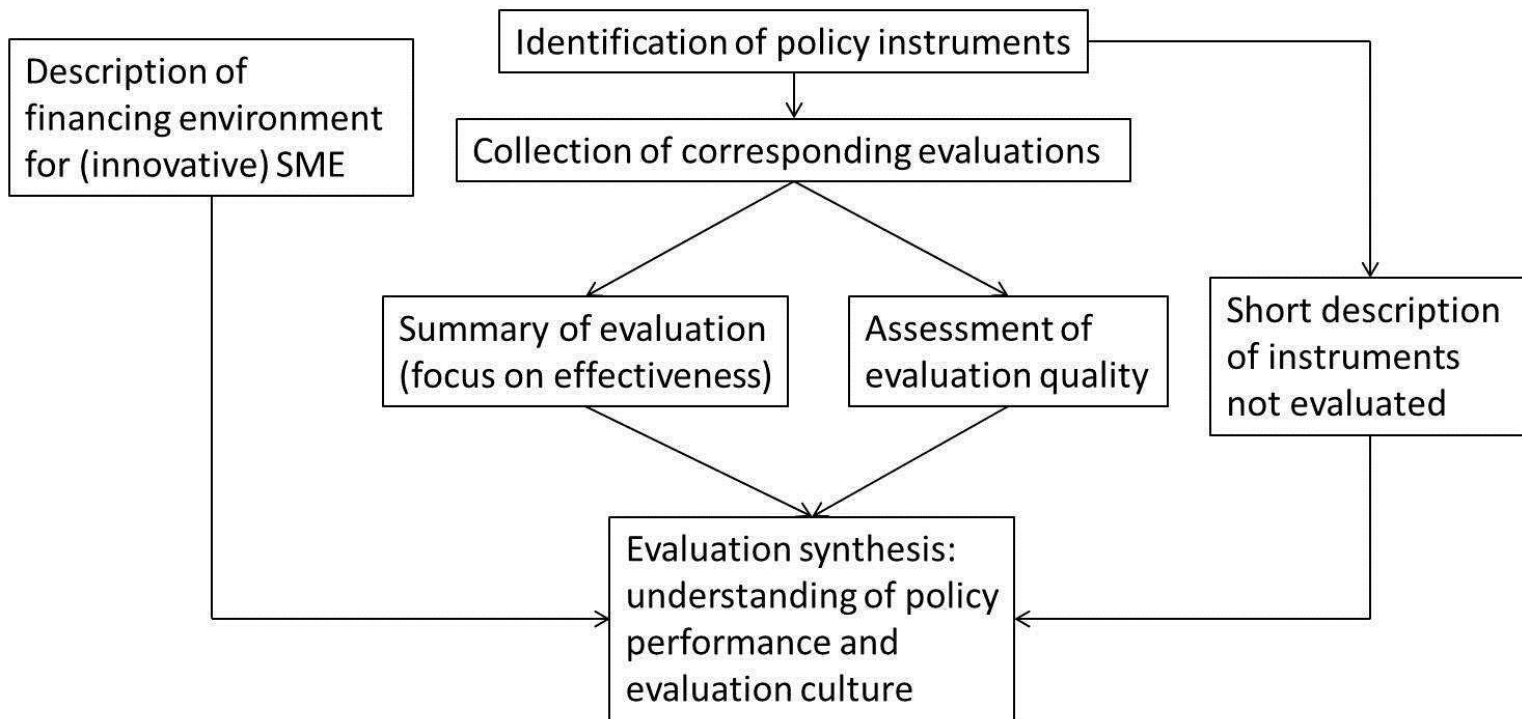 Identification of policy instruments
Description of
financing environment
for (innovative) SME
Collection of corresponding evaluations
Summary of evaluation
(focus on effectiveness)
Assessment of
evaluation quality
Short description
of instruments
not evaluated
Evaluation synthesis:
understanding of policy
performance and
evaluation culture